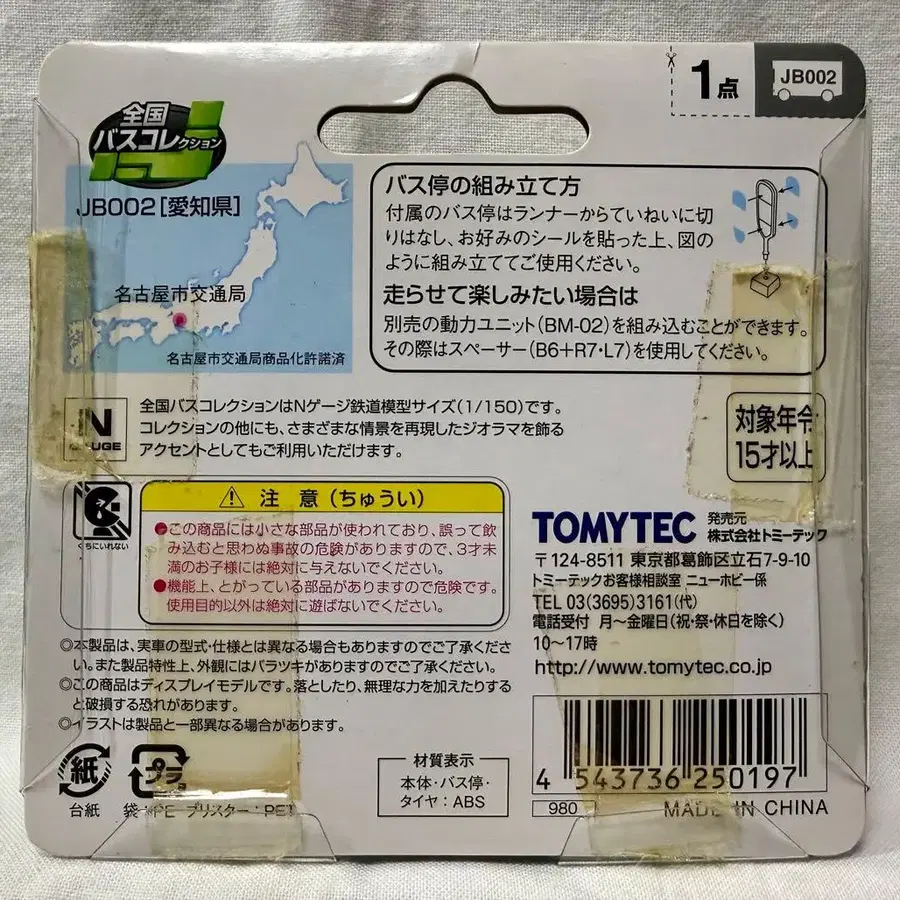 全国
バスコレクション
JB002[愛知県]
名古屋市交通局
名古屋市交通局商品化許諾済
1点
JB002
バス停の組み立て方
付属のバス停はランナーからていねいに切
りはなし、お好みのシールを貼った上、図の
ように組み立ててご使用ください。
走らせて楽しみたい場合は
別売の動力ユニット(BM-02)を組み込むことができます。
その際はスペーサー(B6+R7・L7)を使用してください。
N
GAUGE
全国バスコレクションはNゲージ鉄道模型サイズ(1/150)です。
コレクションの他にも、さまざまな情景を再現したジオラマを飾る
アクセントとしてもご利用いただけます。
対象年令
15才以上
くちにいれない
注 意 (ちゅうい)
●この商品には小さな部品が使われており、誤って飲
み込むと思わぬ事故の危険がありますので、3才未
満のお子様には絶対に与えないでください。
●機能上、とがっている部品がありますので危険です。
使用目的以外は絶対に遊ばないでください。
◎本製品は、実車の型式・仕様とは異なる場合もありますのでご了承くださ
い。また製品特性上、外観にはバラツキがありますのでご了承ください。
◎この商品はディスプレイモデルです。落としたり、無理な力を加えたりする
と破損する恐れがあります。
◎イラストは製品と一部異なる場合があります。
TOMYTEC 発売元
株式会社トミーテック
〒124-8511 東京都葛飾区立石7-9-10
トミーテックお客様相談室 ニューホビー係
TEL 03(3695)3161(代)
電話受付 月〜金曜日(祝・祭・休日を除く)
10〜17時
http://www.tomytec.co.jp
紙
台紙
プラ
袋:PE ブリスター:PET
材質表示
本体・バス停・
タイヤ:ABS
4 543736 250197
980
MADE IN CHINA